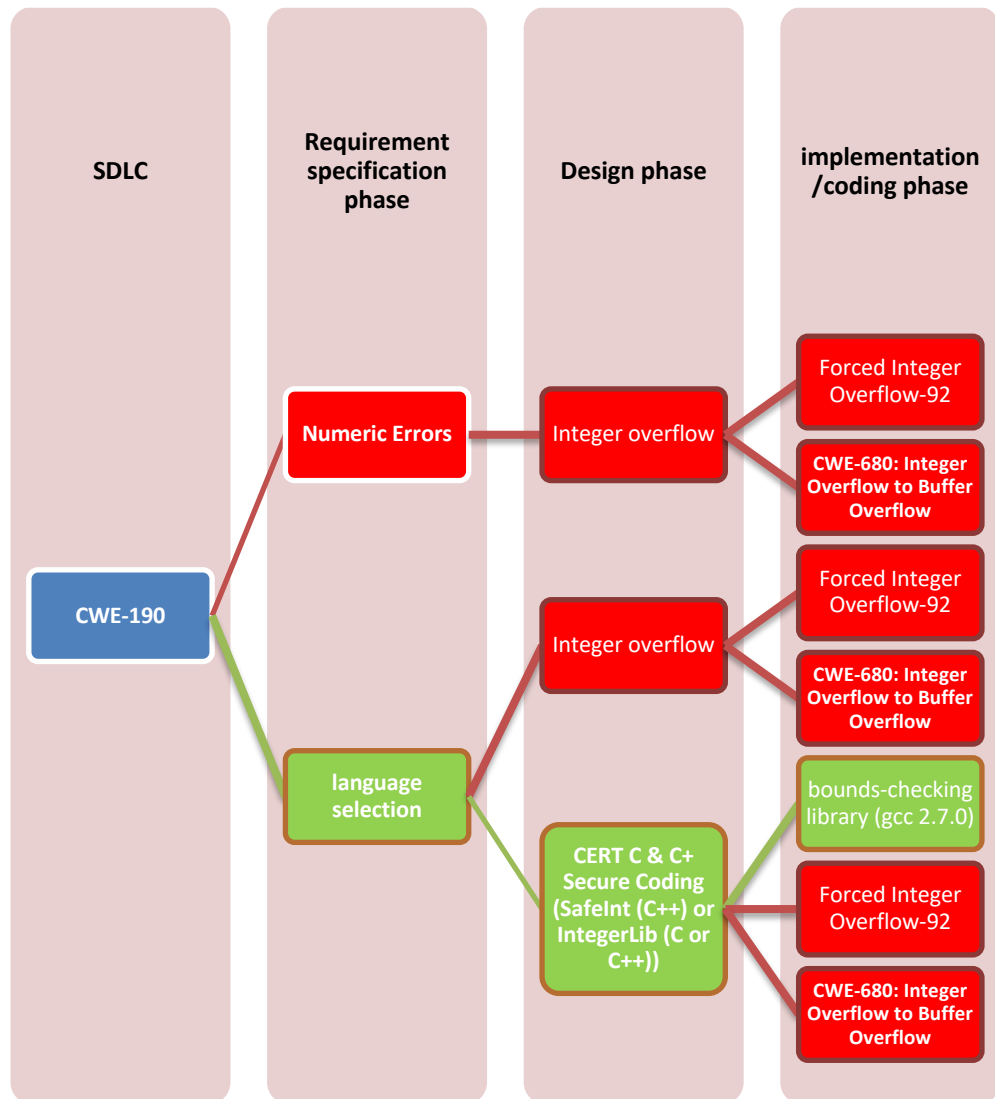 SDLC
Requirement
specification
phase
Design phase
implementation
/coding phase
CWE-190
Numeric Errors
Integer overflow
Forced Integer
Overflow-92
CWE-680: Integer
Overflow to Buffer
Overflow
language
selection
Integer overflow
Forced Integer
Overflow-92
CWE-680: Integer
Overflow to Buffer
Overflow
CERT C & C+
Secure Coding
(SafeInt (C++) or
IntegerLib (C or
C++))
bounds-checking
library (gcc 2.7.0)
Forced Integer
Overflow-92
CWE-680: Integer
Overflow to Buffer
Overflow